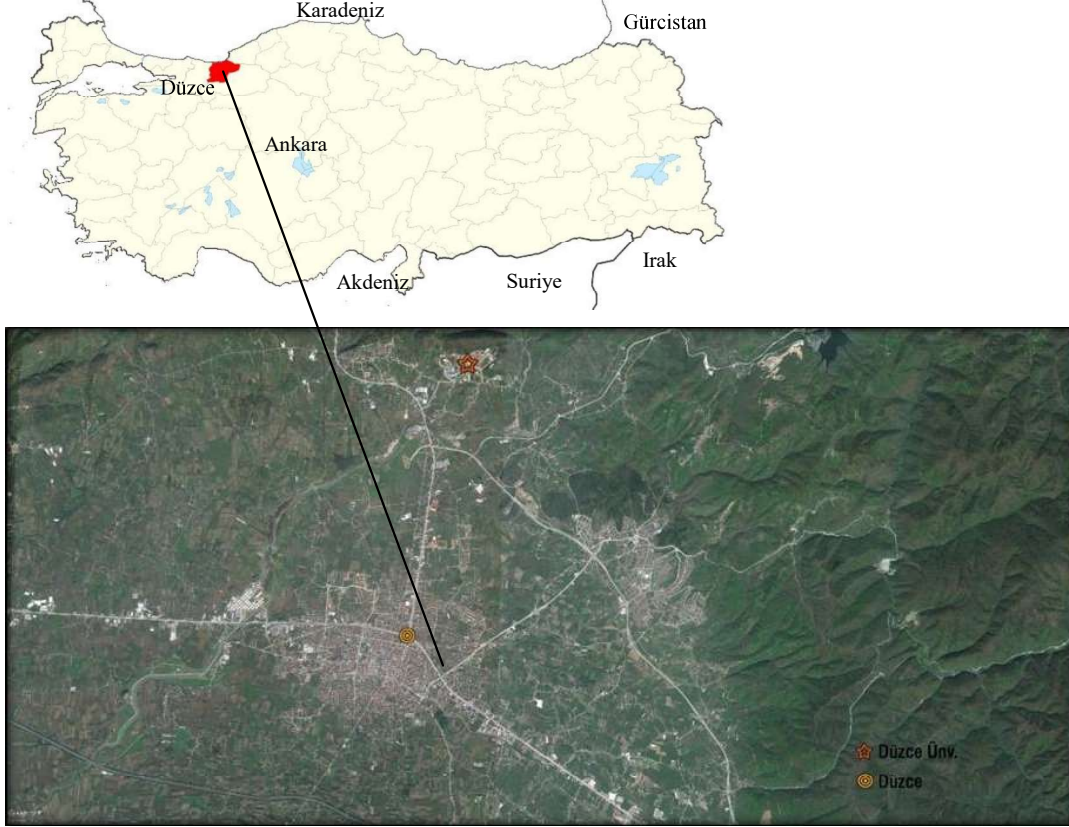 Karadeniz
Gürcistan
Düzce
Ankara
Irak
Suriye
Akdeniz
Düzce Ünv.
Düzce